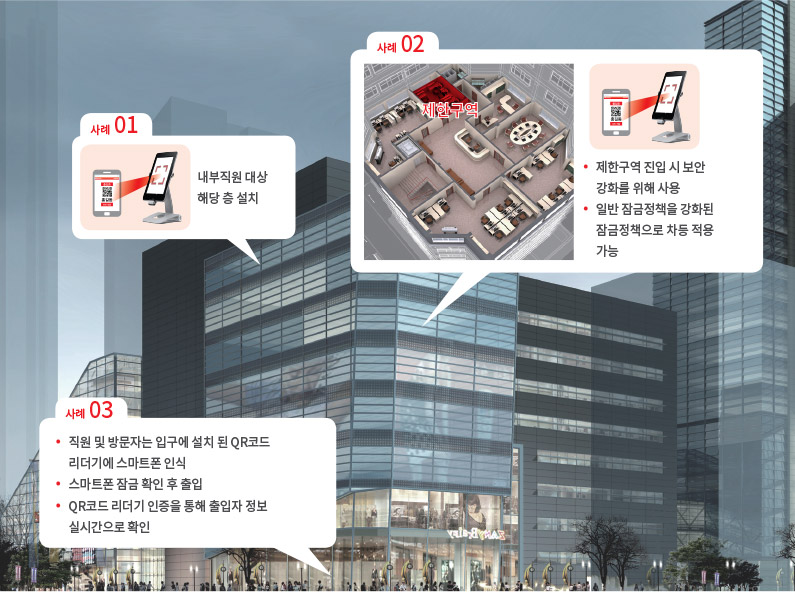 사례 01
내부직원 대상
해당 층 설치
사례 02
제한구역
제한구역 진입 시 보안
강화를 위해 사용
일반 잠금정책을 강화된
잠금정책으로 차등 적용
가능
사례 03
직원 및 방문자는 입구에 설치 된 QR코드
리더기에 스마트폰 인식
스마트폰 잠금 확인 후 출입
QR코드 리더기 인증을 통해 출입자 정보
실시간으로 확인